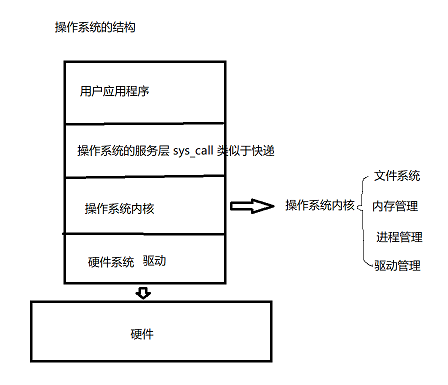 操作系统的结构
用户应用程序
操作系统的服务层 sys_call 类似于快递
操作系统内核
硬件系统 驱动
硬件
操作系统内核
文件系统
内存管理
进程管理
驱动管理